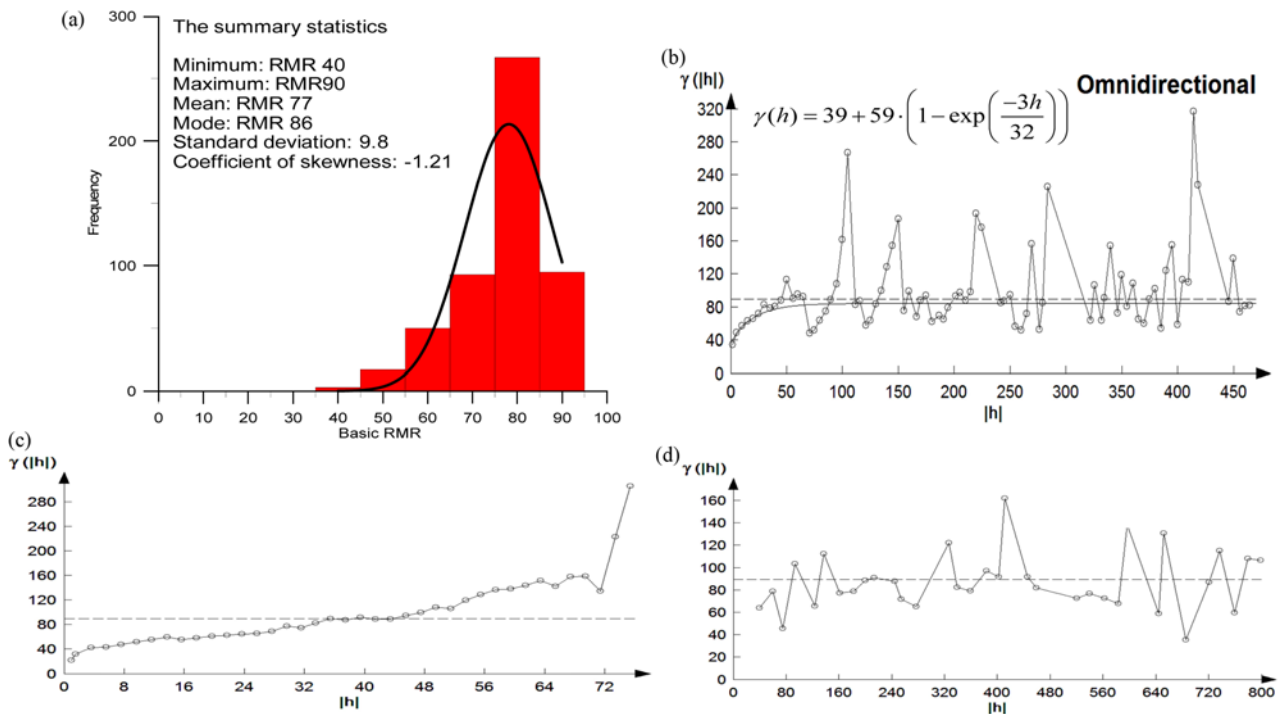 (a)
The summary statistics
Minimum: RMR 40
Maximum: RMR90
Mean: RMR 77
Mode: RMR 86
Standard deviation: 9.8
Coefficient of skewness: -1.21
Frequency
300
200
100
0
0 10 20 30 40 50 60 70 80 90 100
Basic RMR
(b)
γ (|h|)
Omnidirectional
γ(h) = 39 + 59 · (1 − exp(−3h/32))
320
280
240
200
160
120
80
40
0
0 50 100 150 200 250 300 350 400 450
|h|
(c)
γ (|h|)
280
240
200
160
120
80
40
0
0 8 16 24 32 40 48 56 64 72
|h|
(d)
γ (|h|)
160
140
120
100
80
60
40
20
0
0 80 160 240 320 400 480 560 640 720 800
|h|